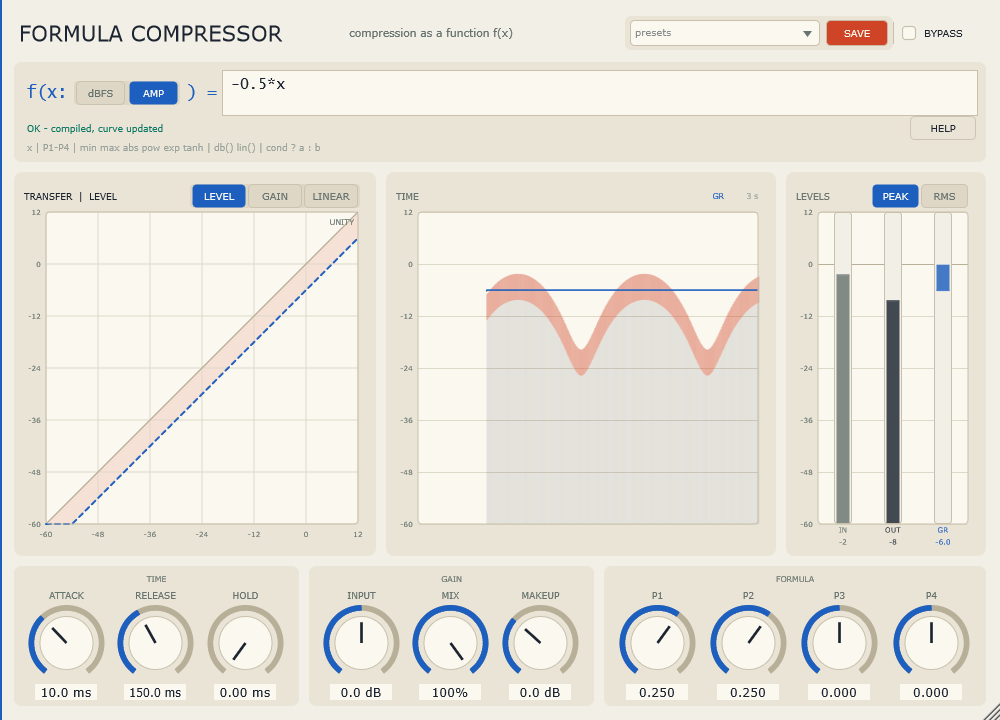 FORMULA COMPRESSOR
compression as a function f(x)
presets
SAVE
BYPASS
f(x: dBFS AMP ) =
-0.5*x
OK - compiled, curve updated
HELP
x | P1-P4 | min max abs pow exp tanh | db() lin() | cond ? a : b
TRANSFER | LEVEL
LEVEL GAIN LINEAR
UNITY
12
0
-12
-24
-36
-48
-60
-60 -48 -36 -24 -12 0 12
TIME
GR 3 s
12
0
-12
-24
-36
-48
-60
LEVELS
PEAK RMS
12
0
-12
-24
-36
-48
-60
IN OUT GR
-2 -8 -6.0
TIME
ATTACK RELEASE HOLD
10.0 ms 150.0 ms 0.00 ms
GAIN
INPUT MIX MAKEUP
0.0 dB 100% 0.0 dB
FORMULA
P1 P2 P3 P4
0.250 0.250 0.000 0.000